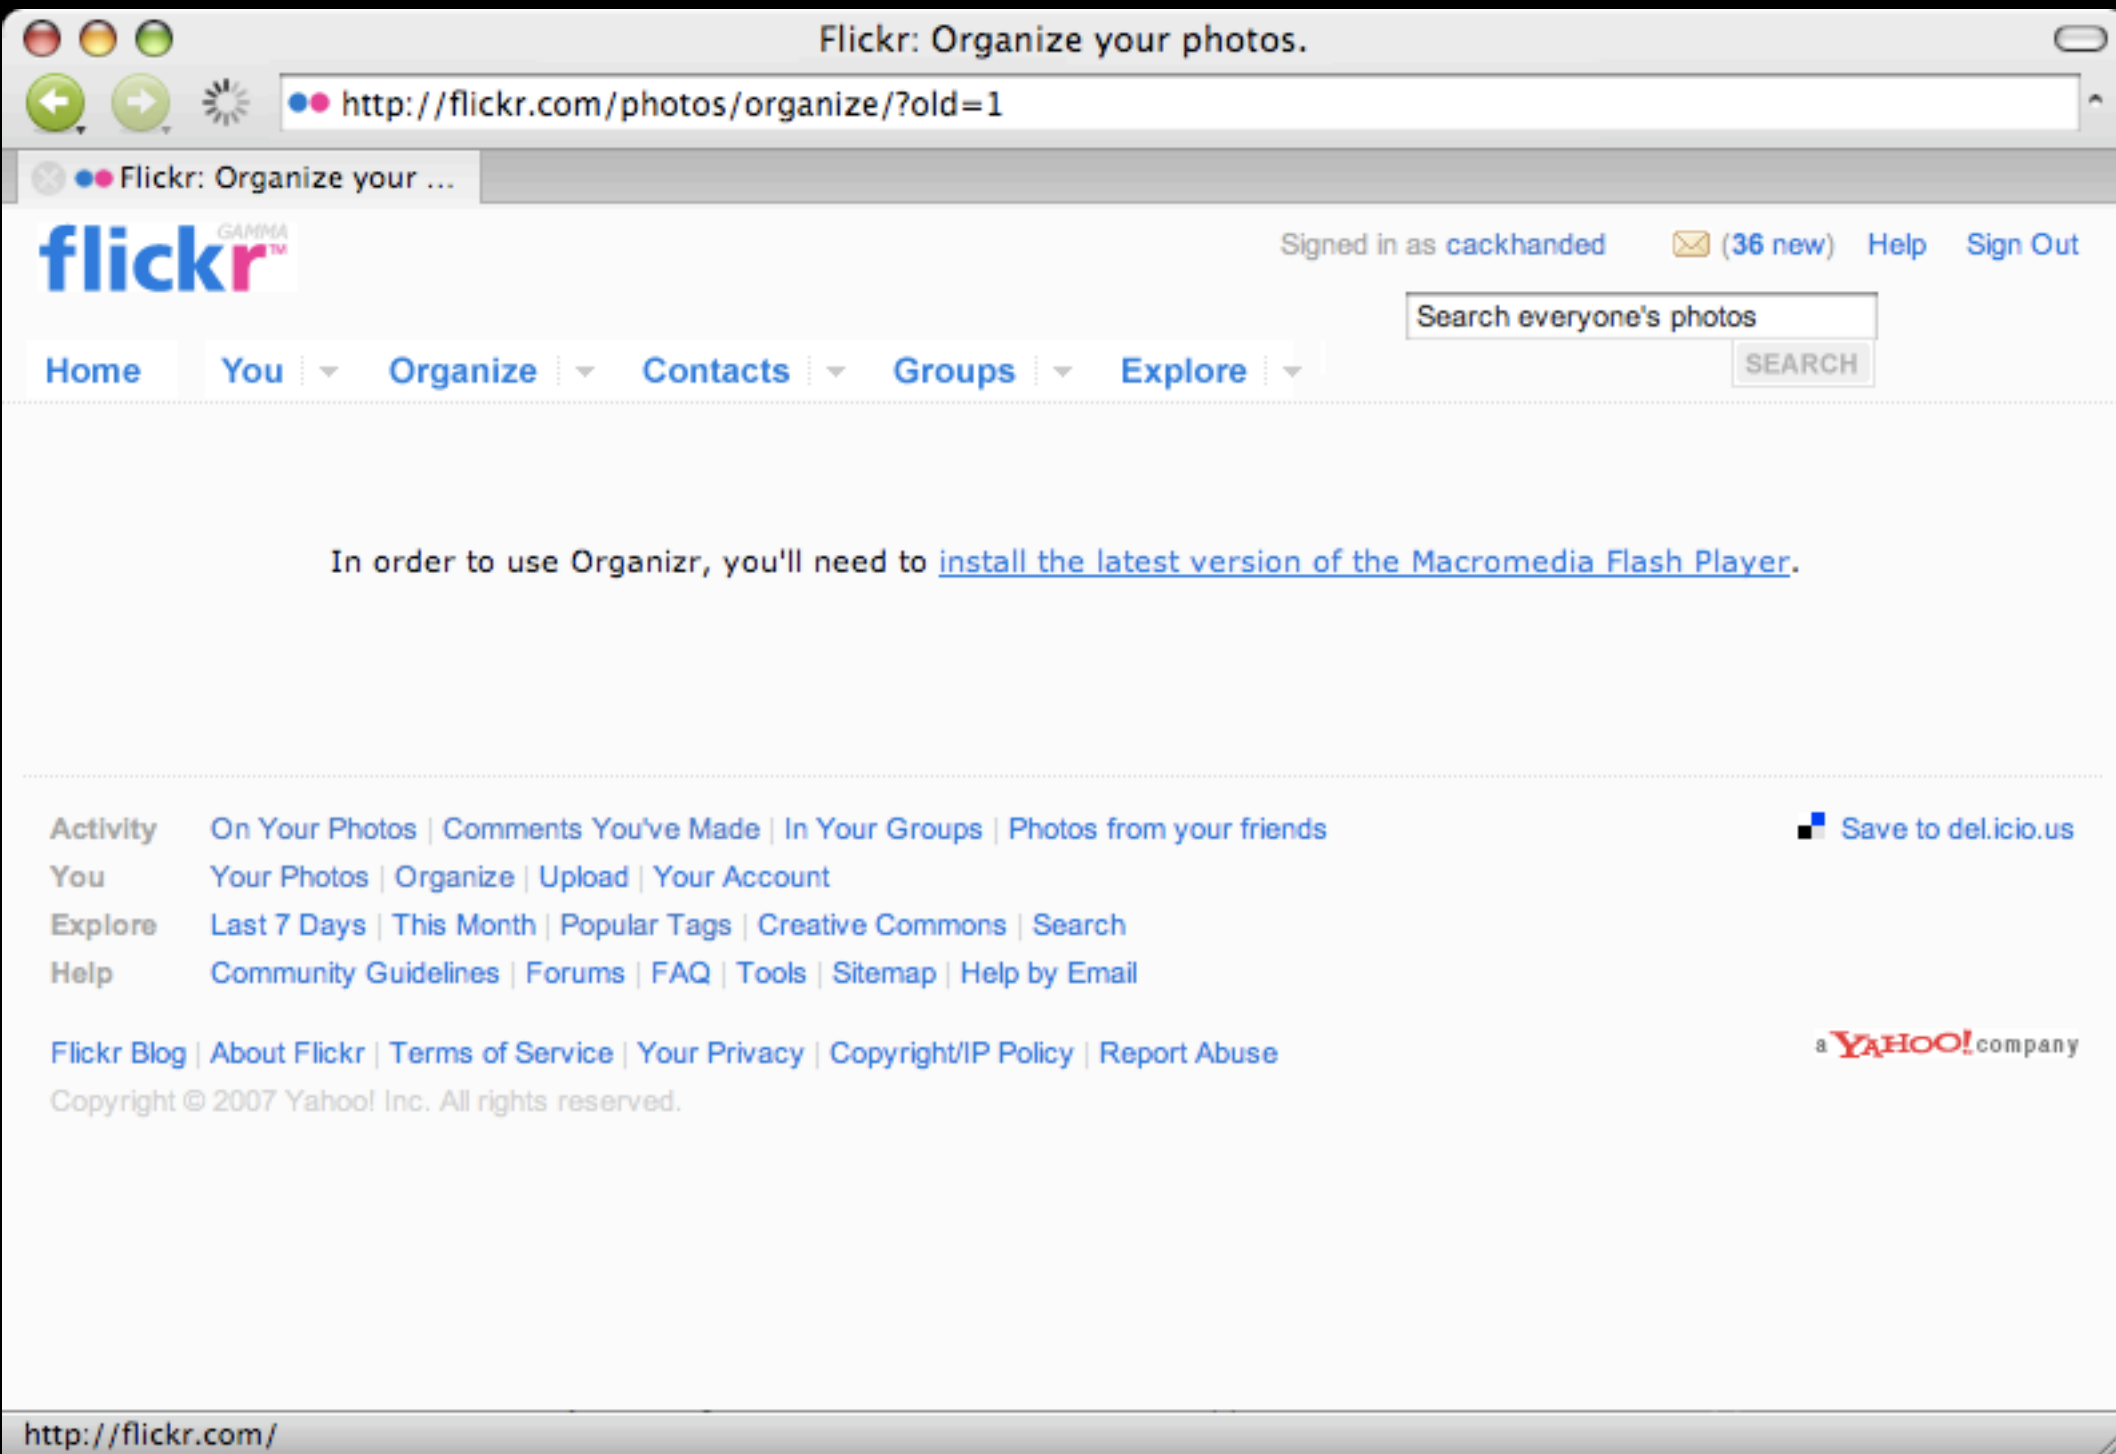 Flickr: Organize your photos.
http://flickr.com/photos/organize/?old=1
Flickr: Organize your ...
flickr GAMMA ™
Signed in as cackhanded (36 new) Help Sign Out
Search everyone's photos
Home You Organize Contacts Groups Explore SEARCH
In order to use Organizr, you'll need to install the latest version of the Macromedia Flash Player.
Activity On Your Photos | Comments You've Made | In Your Groups | Photos from your friends Save to del.icio.us
You Your Photos | Organize | Upload | Your Account
Explore Last 7 Days | This Month | Popular Tags | Creative Commons | Search
Help Community Guidelines | Forums | FAQ | Tools | Sitemap | Help by Email
Flickr Blog | About Flickr | Terms of Service | Your Privacy | Copyright/IP Policy | Report Abuse a YAHOO! company
Copyright © 2007 Yahoo! Inc. All rights reserved.
http://flickr.com/